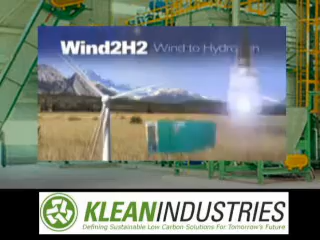 Wind2H2 Wind to Hydrogen
KLEANINDUSTRIES
Defining Sustainable Low Carbon Solutions For Tomorrow's Future